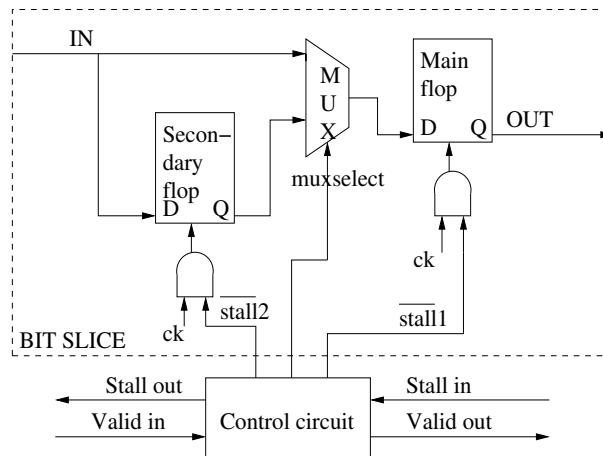 IN
M
U
X
Main
flop
D Q
OUT
Secon-
dary
flop
D Q
muxselect
ck
ck
stall2
stall1
BIT SLICE
Stall out
Stall in
Valid in
Control circuit
Valid out